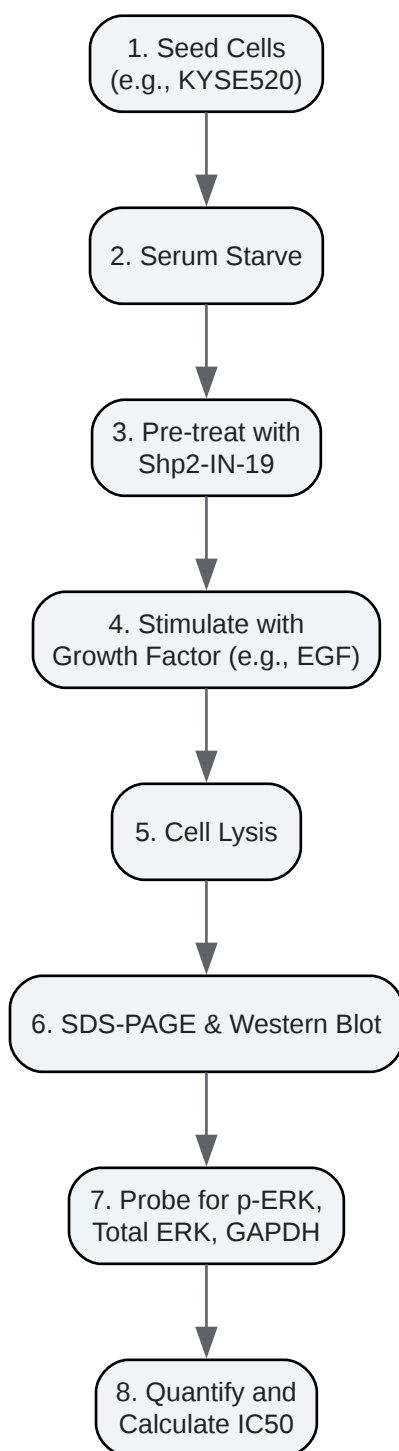 1. Seed Cells
(e.g., KYSE520)
2. Serum Starve
3. Pre-treat with
Shp2-IN-19
4. Stimulate with
Growth Factor (e.g., EGF)
5. Cell Lysis
6. SDS-PAGE & Western Blot
7. Probe for p-ERK,
Total ERK, GAPDH
8. Quantify and
Calculate IC50